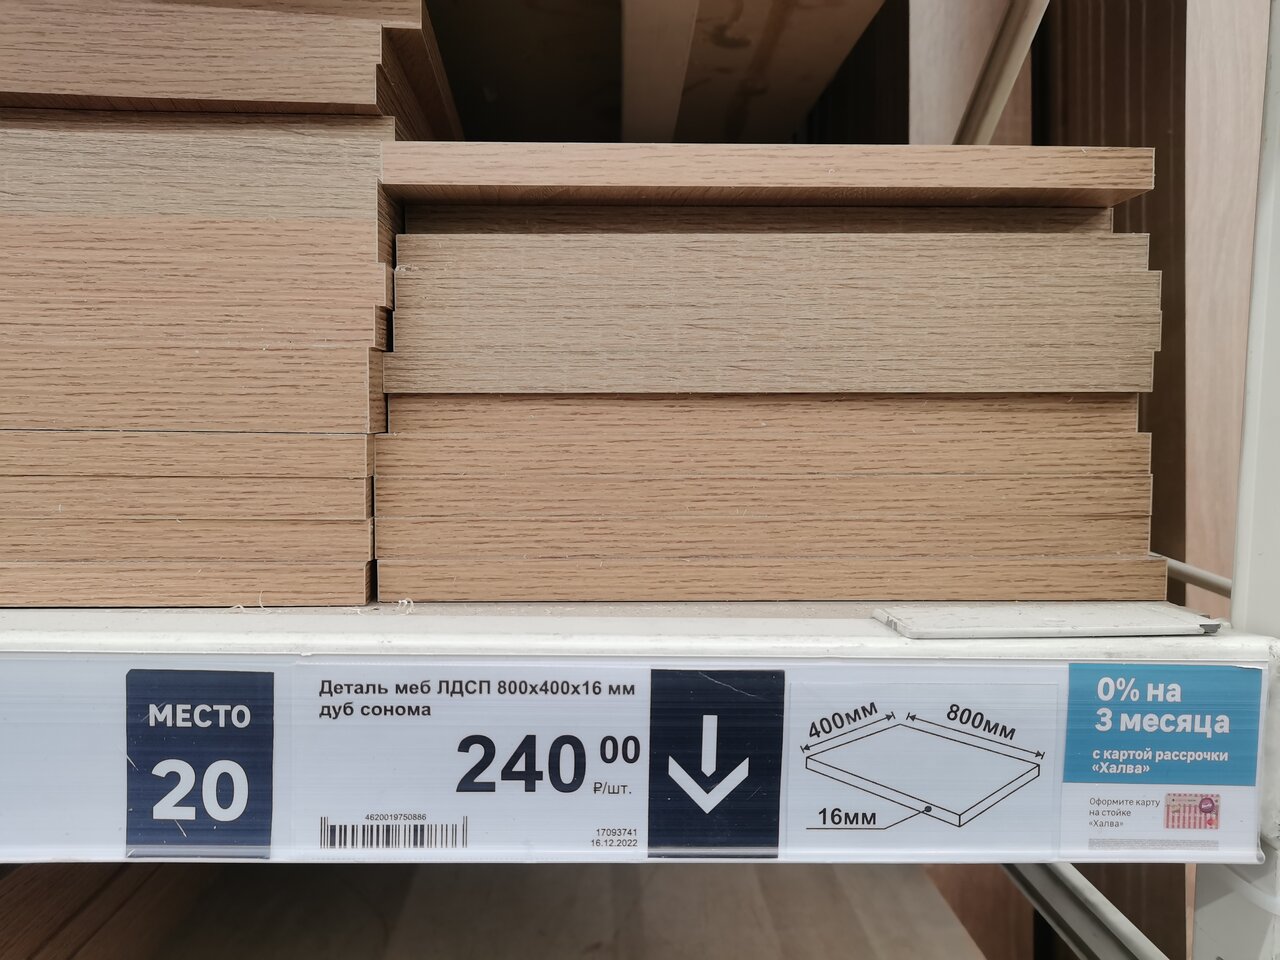 МЕСТО
20
Деталь меб ЛДСП 800х400х16 мм
дуб сонома
240 00
₽/шт.
4620019750886
17093741
16.12.2022
400мм
800мм
16мм
0% на
3 месяца
с картой рассрочки
«Халва»
Оформите карту
на стойке
«Халва»